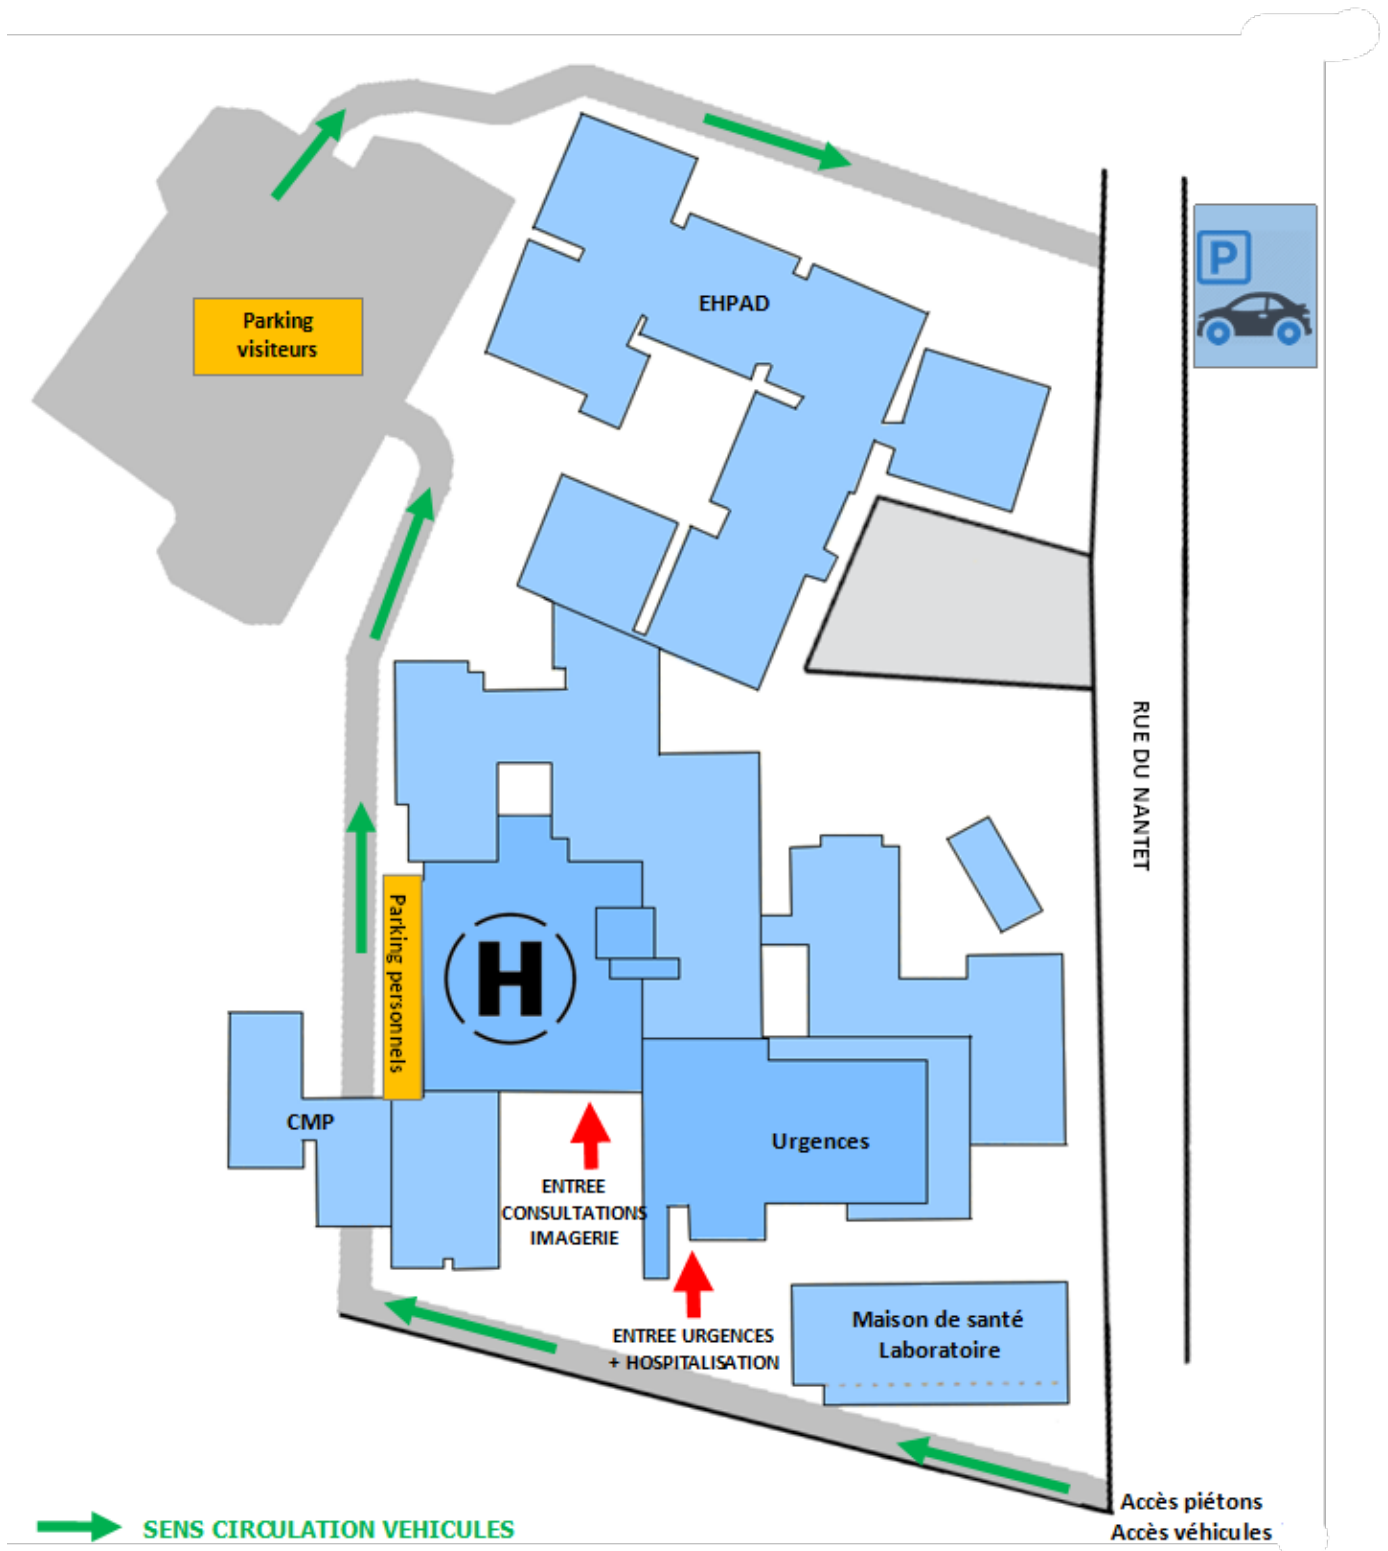 P
EHPAD
Parking
visiteurs
RUE DU NANTET
Parking personnels
H
CMP
Urgences
ENTREE
CONSULTATIONS
IMAGERIE
Maison de santé
Laboratoire
ENTREE URGENCES
+ HOSPITALISATION
Accès piétons
Accès véhicules
SENS CIRCULATION VEHICULES